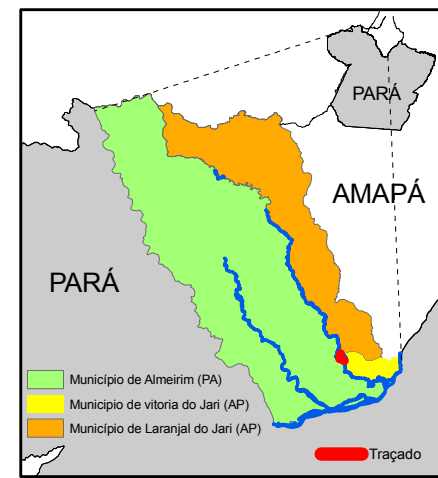 PARÁ
AMAPÁ
PARÁ
Município de Almeirim (PA)
Municipio de vitoria do Jari (AP)
Município de Laranjal do Jari (AP)
Traçado